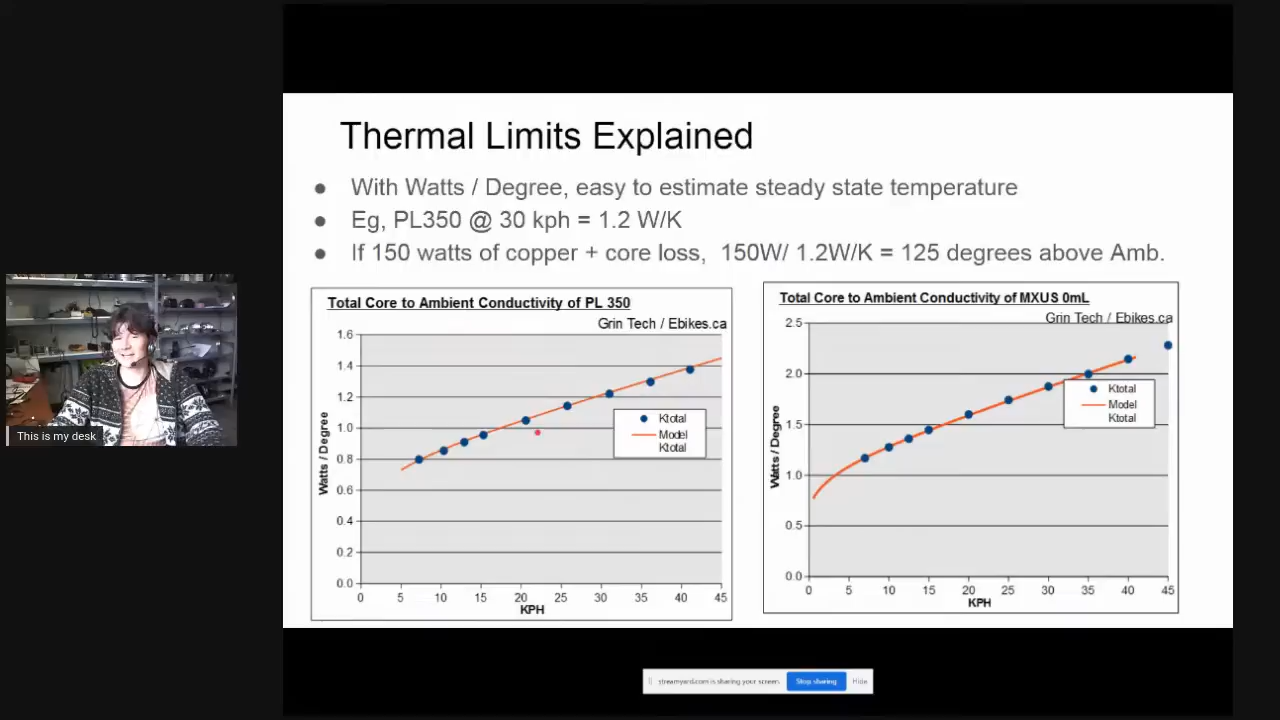 Thermal Limits Explained
● With Watts / Degree, easy to estimate steady state temperature
● Eg, PL350 @ 30 kph = 1.2 W/K
● If 150 watts of copper + core loss, 150W/ 1.2W/K = 125 degrees above Amb.
Total Core to Ambient Conductivity of PL 350
Grin Tech / Ebikes.ca
1.6
1.4
1.2
1.0
0.8
0.6
0.4
0.2
0.0
Watts / Degree
Ktotal
Model
Ktotal
0 5 10 15 20 25 30 35 40 45
KPH
Total Core to Ambient Conductivity of MXUS 0mL
Grin Tech / Ebikes.ca
2.5
2.0
1.5
1.0
0.5
0.0
Watts / Degree
Ktotal
Model
Ktotal
0 5 10 15 20 25 30 35 40 45
KPH
This is my desk
streamyard.com is sharing your screen.
Stop sharing
Hide